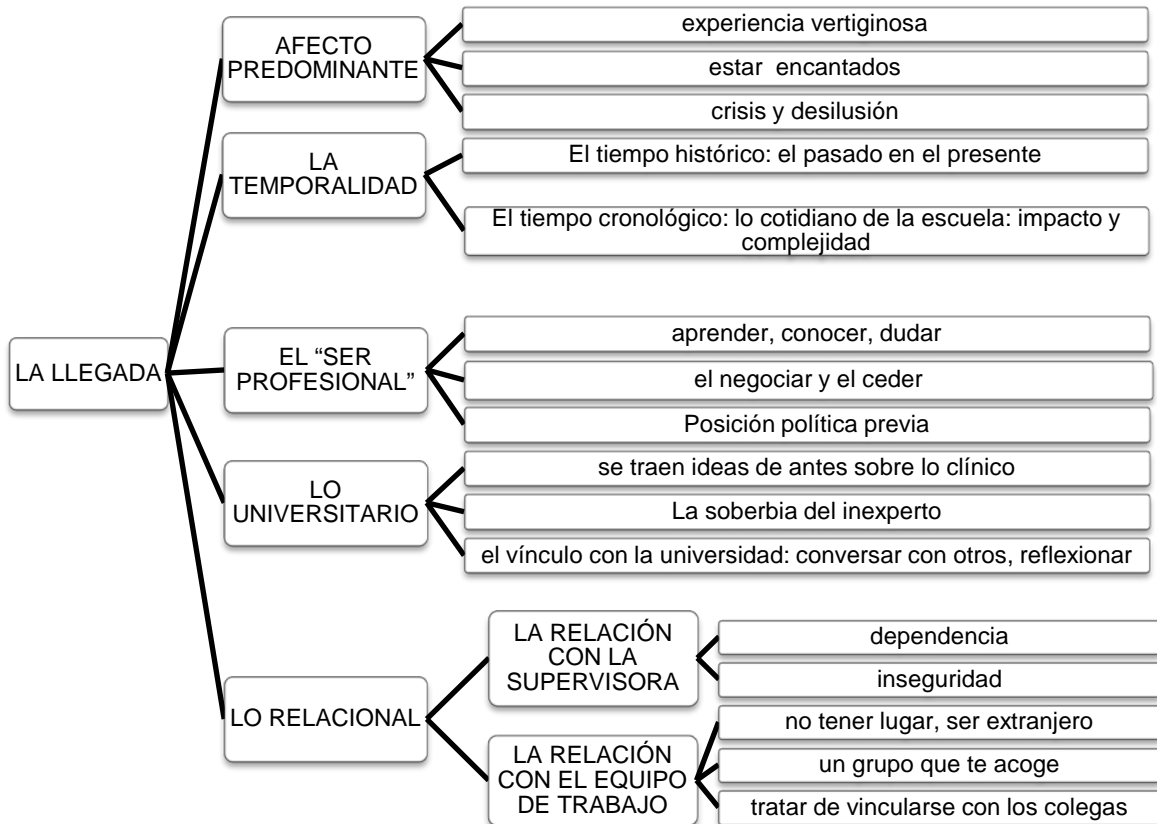 LA LLEGADA
AFECTO
PREDOMINANTE
experiencia vertiginosa
estar encantados
crisis y desilusión
LA
TEMPORALIDAD
El tiempo histórico: el pasado en el presente
El tiempo cronológico: lo cotidiano de la escuela: impacto y
complejidad
EL “SER
PROFESIONAL”
aprender, conocer, dudar
el negociar y el ceder
Posición política previa
LO
UNIVERSITARIO
se traen ideas de antes sobre lo clínico
La soberbia del inexperto
el vínculo con la universidad: conversar con otros, reflexionar
LO RELACIONAL
LA RELACIÓN
CON LA
SUPERVISORA
dependencia
inseguridad
LA RELACIÓN
CON EL EQUIPO
DE TRABAJO
no tener lugar, ser extranjero
un grupo que te acoge
tratar de vincularse con los colegas